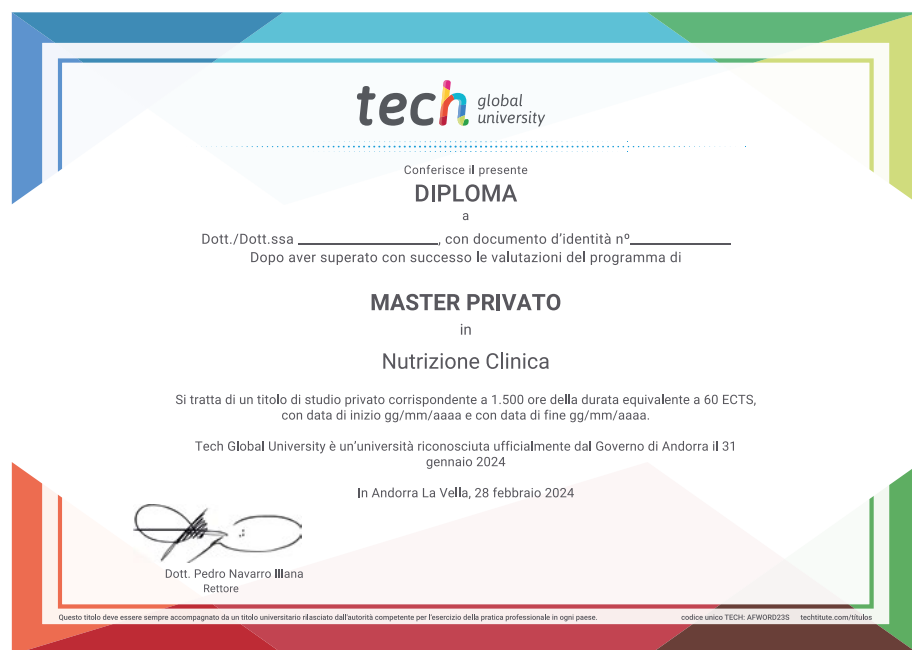 tech global
university
Conferisce il presente
DIPLOMA
a
Dott./Dott.ssa ____________________, con documento d'identità nº______________
Dopo aver superato con successo le valutazioni del programma di
MASTER PRIVATO
in
Nutrizione Clinica
Si tratta di un titolo di studio privato corrispondente a 1.500 ore della durata equivalente a 60 ECTS,
con data di inizio gg/mm/aaaa e con data di fine gg/mm/aaaa.
Tech Global University è un'università riconosciuta ufficialmente dal Governo di Andorra il 31
gennaio 2024
In Andorra La Vella, 28 febbraio 2024
Dott. Pedro Navarro Illana
Rettore
Questo titolo deve essere sempre accompagnato da un titolo universitario rilasciato dall'autorità competente per l'esercizio della pratica professionale in ogni paese.
codice unico TECH: AFWORD23S techtitute.com/títulos